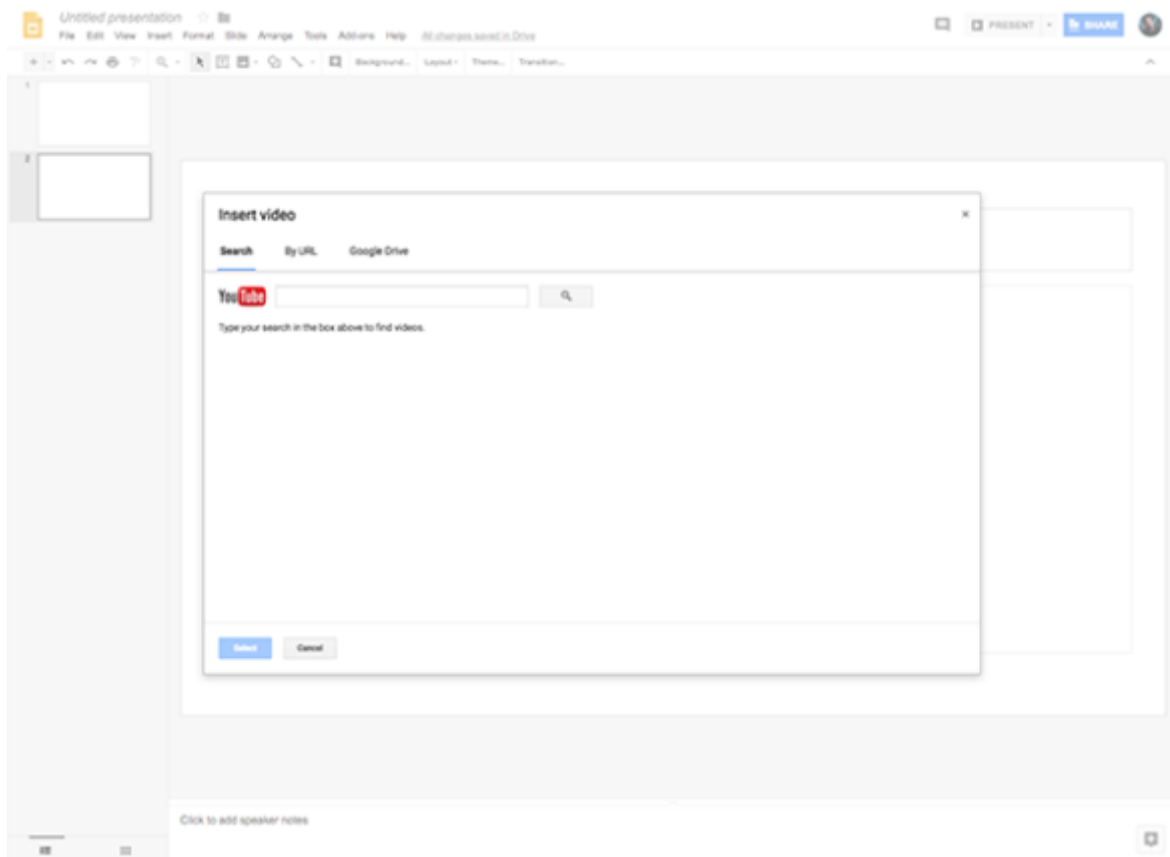 Untitled presentation
File Edit View Insert Format Slide Arrange Tools Add-ons Help All changes saved in Drive
PRESENT
SHARE
Background... Layout Theme... Transition...
1
2
Insert video
Search By URL Google Drive
YouTube
Type your search in the box above to find videos.
Select Cancel
Click to add speaker notes